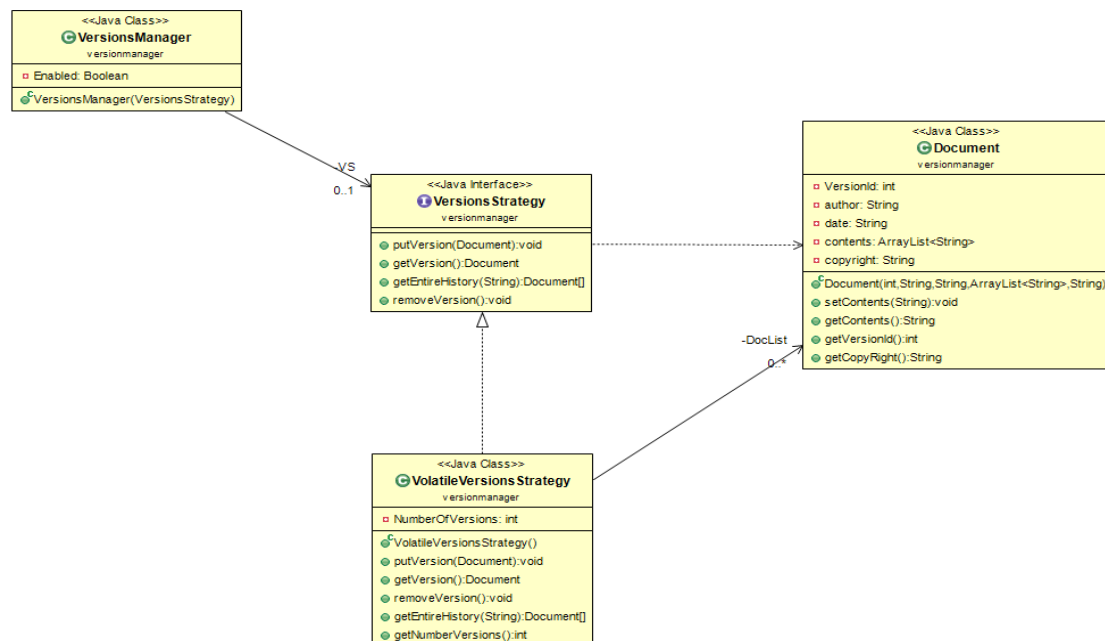 <<Java Class>>
VersionsManager
versionmanager
Enabled: Boolean
VersionsManager(VersionsStrategy)
-VS
0..1
<<Java Interface>>
VersionsStrategy
versionmanager
putVersion(Document):void
getVersion():Document
getEntireHistory(String):Document[]
removeVersion():void
<<Java Class>>
Document
versionmanager
VersionId: int
author: String
date: String
contents: ArrayList<String>
copyright: String
Document(int,String,String,ArrayList<String>,String)
setContents(String):void
getContents():String
getVersionId():int
getCopyRight():String
-DocList
0..*
<<Java Class>>
VolatileVersionsStrategy
versionmanager
NumberOfVersions: int
VolatileVersionsStrategy()
putVersion(Document):void
getVersion():Document
removeVersion():void
getEntireHistory(String):Document[]
getNumberVersions():int